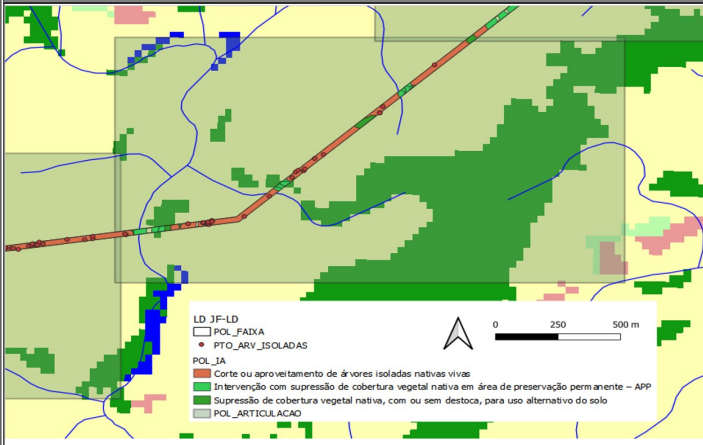 LD JF-LD
POL_FAIXA
PTO_ARV_ISOLADAS
POL_IA
Corte ou aproveitamento de árvores isoladas nativas vivas
Intervenção com supressão de cobertura vegetal nativa em área de preservação permanente – APP
Supressão de cobertura vegetal nativa, com ou sem destoca, para uso alternativo do solo
POL_ARTICULACAO
0 250 500 m